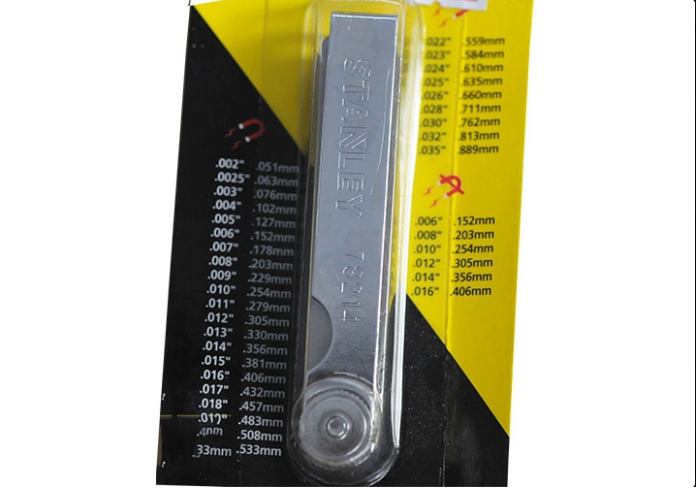 .002" .051mm
.0025" .063mm
.003" .076mm
.004" .102mm
.005" .127mm
.006" .152mm
.007" .178mm
.008" .203mm
.009" .229mm
.010" .254mm
.011" .279mm
.012" .305mm
.013" .330mm
.014" .356mm
.015" .381mm
.016" .406mm
.017" .432mm
.018" .457mm
.483mm
.508mm
.33mm .533mm
STANLEY 78214
.022" .559mm
.023" .584mm
.024" .610mm
.025" .635mm
.026" .660mm
.028" .711mm
.030" .762mm
.032" .813mm
.035" .889mm
.006" .152mm
.008" .203mm
.010" .254mm
.012" .305mm
.014" .356mm
.016" .406mm